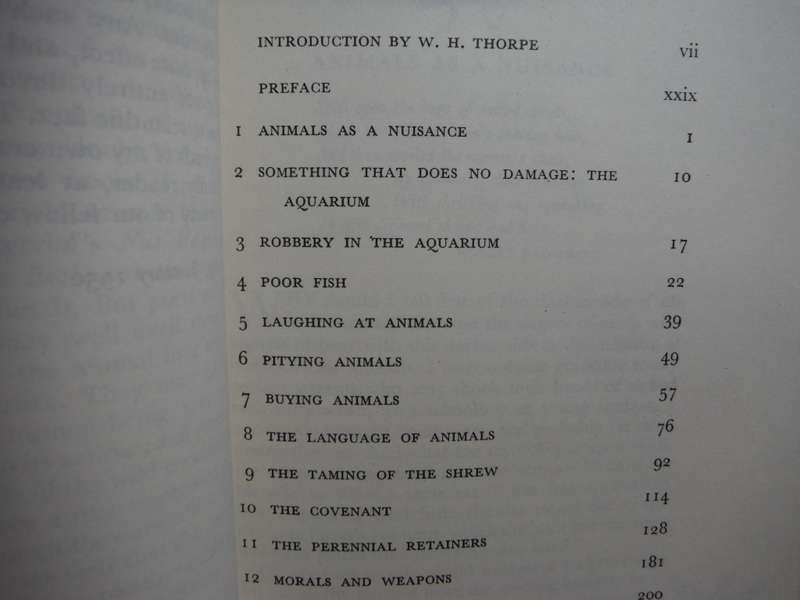 INTRODUCTION BY W. H. THORPE vii
PREFACE xxix
1 ANIMALS AS A NUISANCE 1
2 SOMETHING THAT DOES NO DAMAGE: THE 10
AQUARIUM
3 ROBBERY IN THE AQUARIUM 17
4 POOR FISH 22
5 LAUGHING AT ANIMALS 39
6 PITYING ANIMALS 49
7 BUYING ANIMALS 57
8 THE LANGUAGE OF ANIMALS 76
9 THE TAMING OF THE SHREW 92
10 THE COVENANT 114
11 THE PERENNIAL RETAINERS 128
12 MORALS AND WEAPONS 181
200